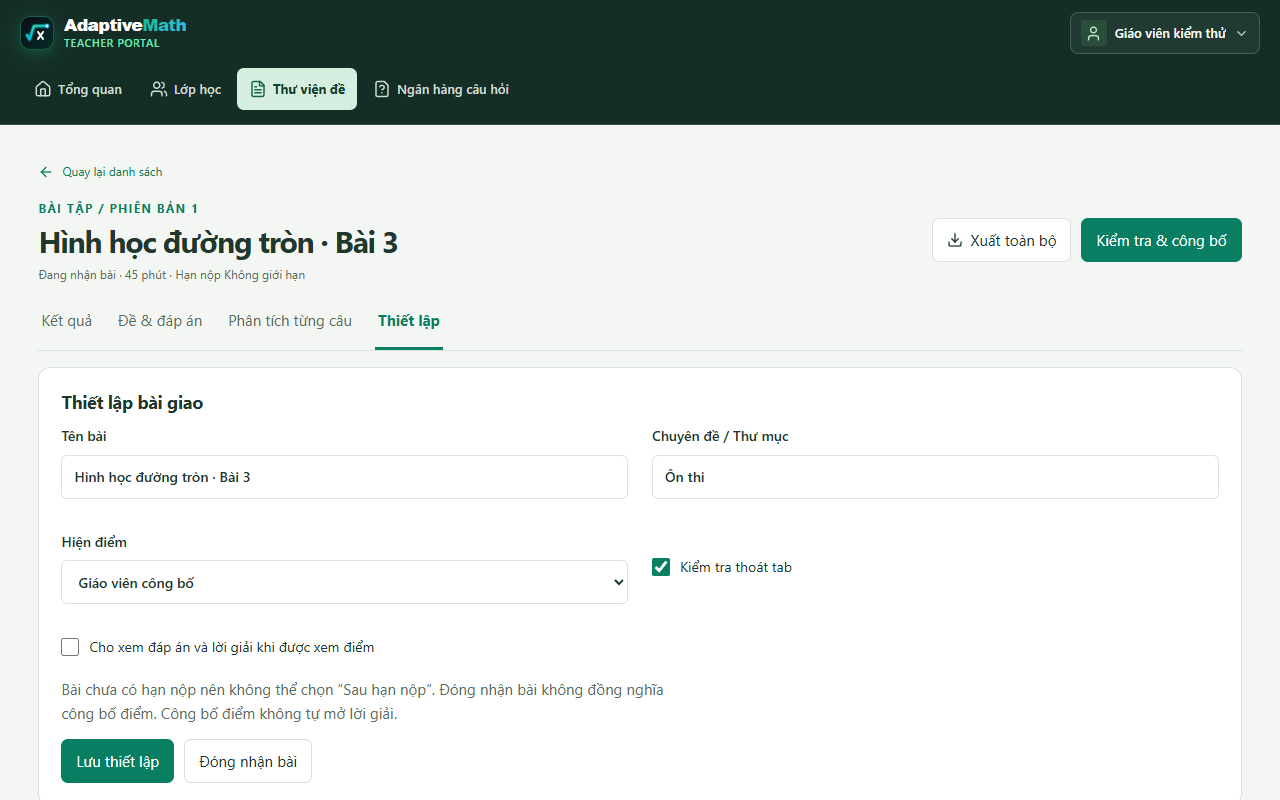 AdaptiveMath
TEACHER PORTAL
Giáo viên kiểm thử
Tổng quan
Lớp học
Thư viện đề
Ngân hàng câu hỏi
Quay lại danh sách
BÀI TẬP / PHIÊN BẢN 1
Hình học đường tròn · Bài 3
Đang nhận bài · 45 phút · Hạn nộp Không giới hạn
Xuất toàn bộ
Kiểm tra & công bố
Kết quả
Đề & đáp án
Phân tích từng câu
Thiết lập
Thiết lập bài giao
Tên bài
Chuyên đề / Thư mục
Hình học đường tròn · Bài 3
Ôn thi
Hiện điểm
Giáo viên công bố
Kiểm tra thoát tab
Cho xem đáp án và lời giải khi được xem điểm
Bài chưa có hạn nộp nên không thể chọn “Sau hạn nộp”. Đóng nhận bài không đồng nghĩa
công bố điểm. Công bố điểm không tự mở lời giải.
Lưu thiết lập
Đóng nhận bài